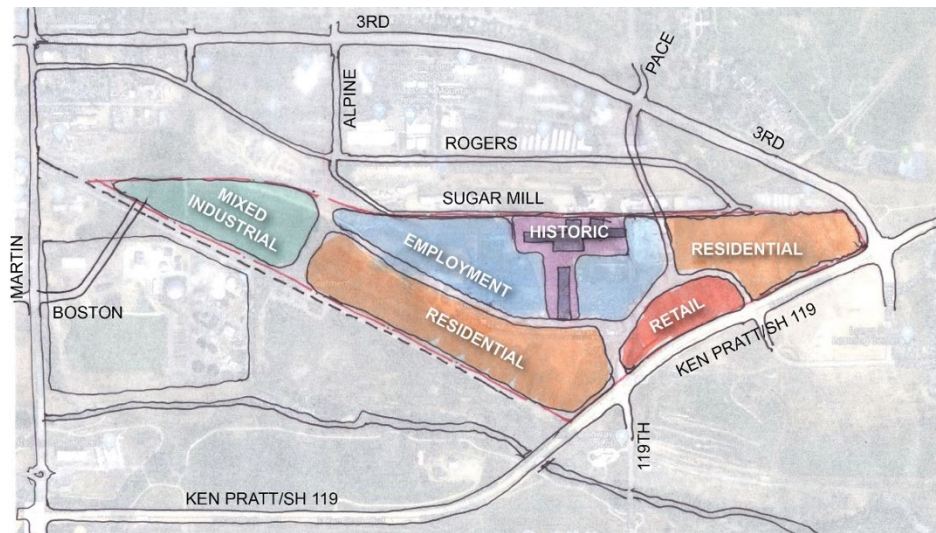 3RD
PACE
ALPINE
ROGERS
3RD
SUGAR MILL
MIXED
INDUSTRIAL
HISTORIC
EMPLOYMENT
RESIDENTIAL
MARTIN
BOSTON
RESIDENTIAL
RETAIL
KEN PRATT/SH 119
119TH
KEN PRATT/SH 119